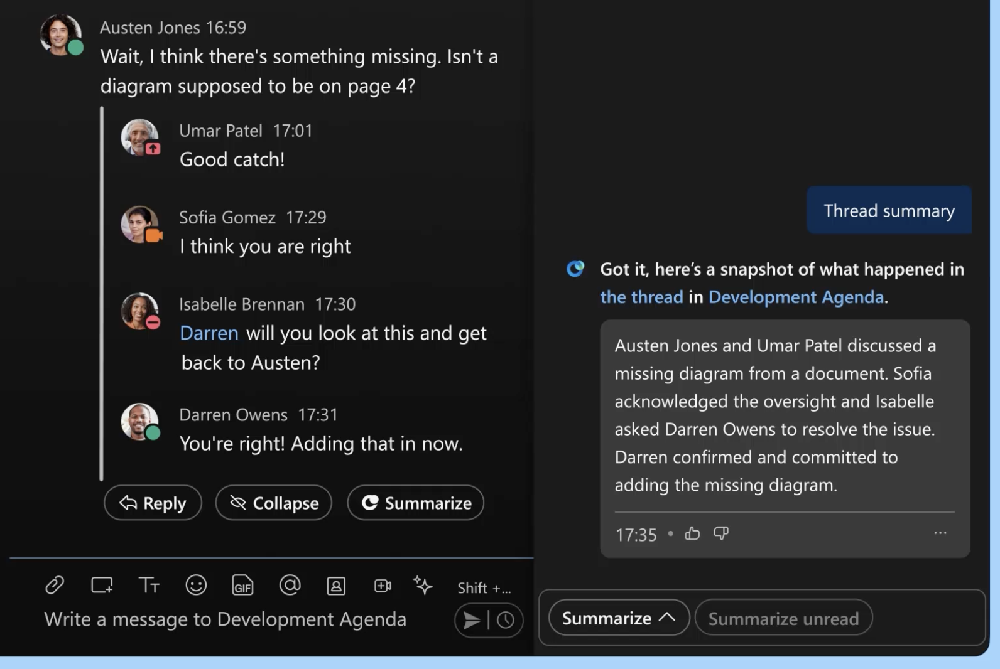 Austen Jones 16:59
Wait, I think there's something missing. Isn't a
diagram supposed to be on page 4?
Umar Patel 17:01
Good catch!
Sofia Gomez 17:29
I think you are right
Isabelle Brennan 17:30
Darren will you look at this and get
back to Austen?
Darren Owens 17:31
You're right! Adding that in now.
Reply
Collapse
Summarize
GIF
Shift +...
Write a message to Development Agenda
Thread summary
Got it, here’s a snapshot of what happened in
the thread in Development Agenda.
Austen Jones and Umar Patel discussed a
missing diagram from a document. Sofia
acknowledged the oversight and Isabelle
asked Darren Owens to resolve the issue.
Darren confirmed and committed to
adding the missing diagram.
17:35
Summarize
Summarize unread